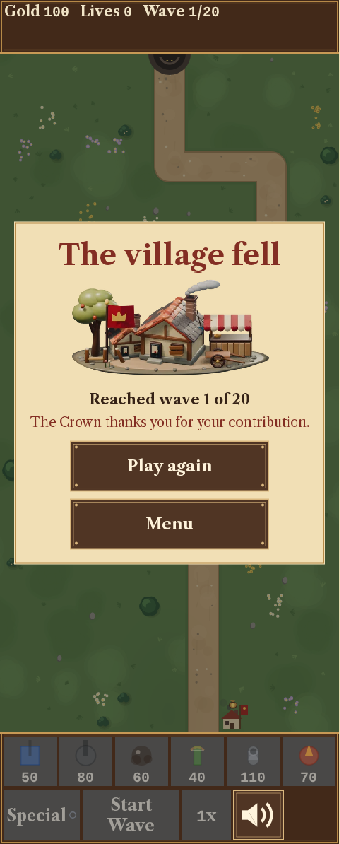 Gold 100 Lives 0 Wave 1/20
The village fell
Reached wave 1 of 20
The Crown thanks you for your contribution.
Play again
Menu
50 80 60 40 110 70
Special
Start
Wave
1x